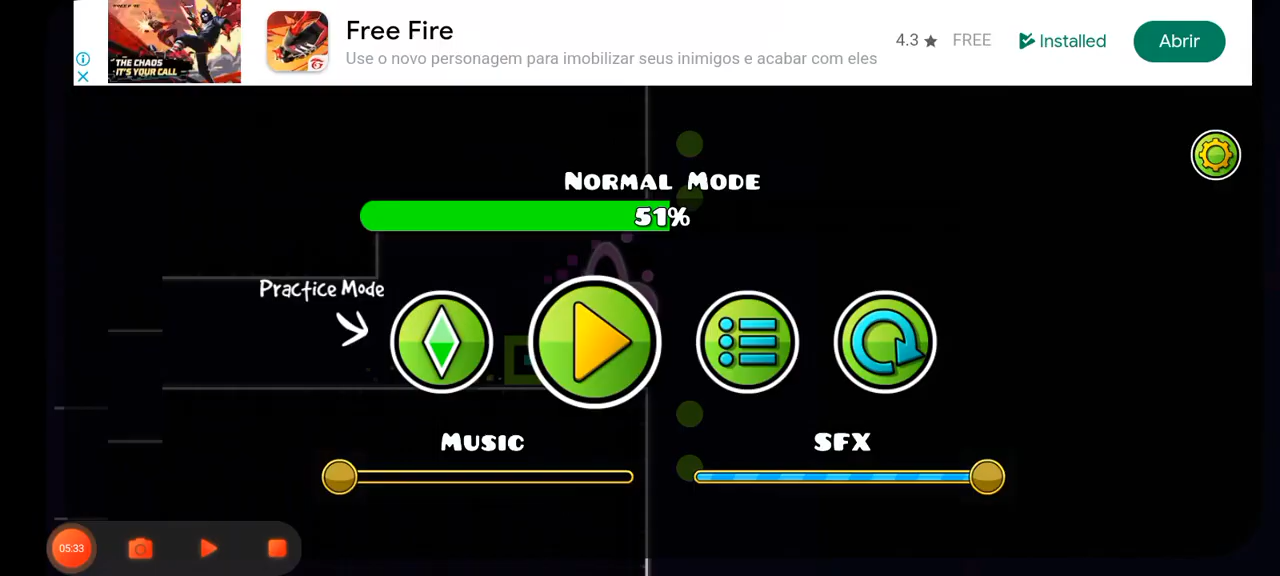 THE CHAOS
IT'S YOUR CALL
Free Fire
Use o novo personagem para imobilizar seus inimigos e acabar com eles
4.3 ★ FREE Installed Abrir
Normal Mode
51%
Practice Mode
Music SFX
05:33